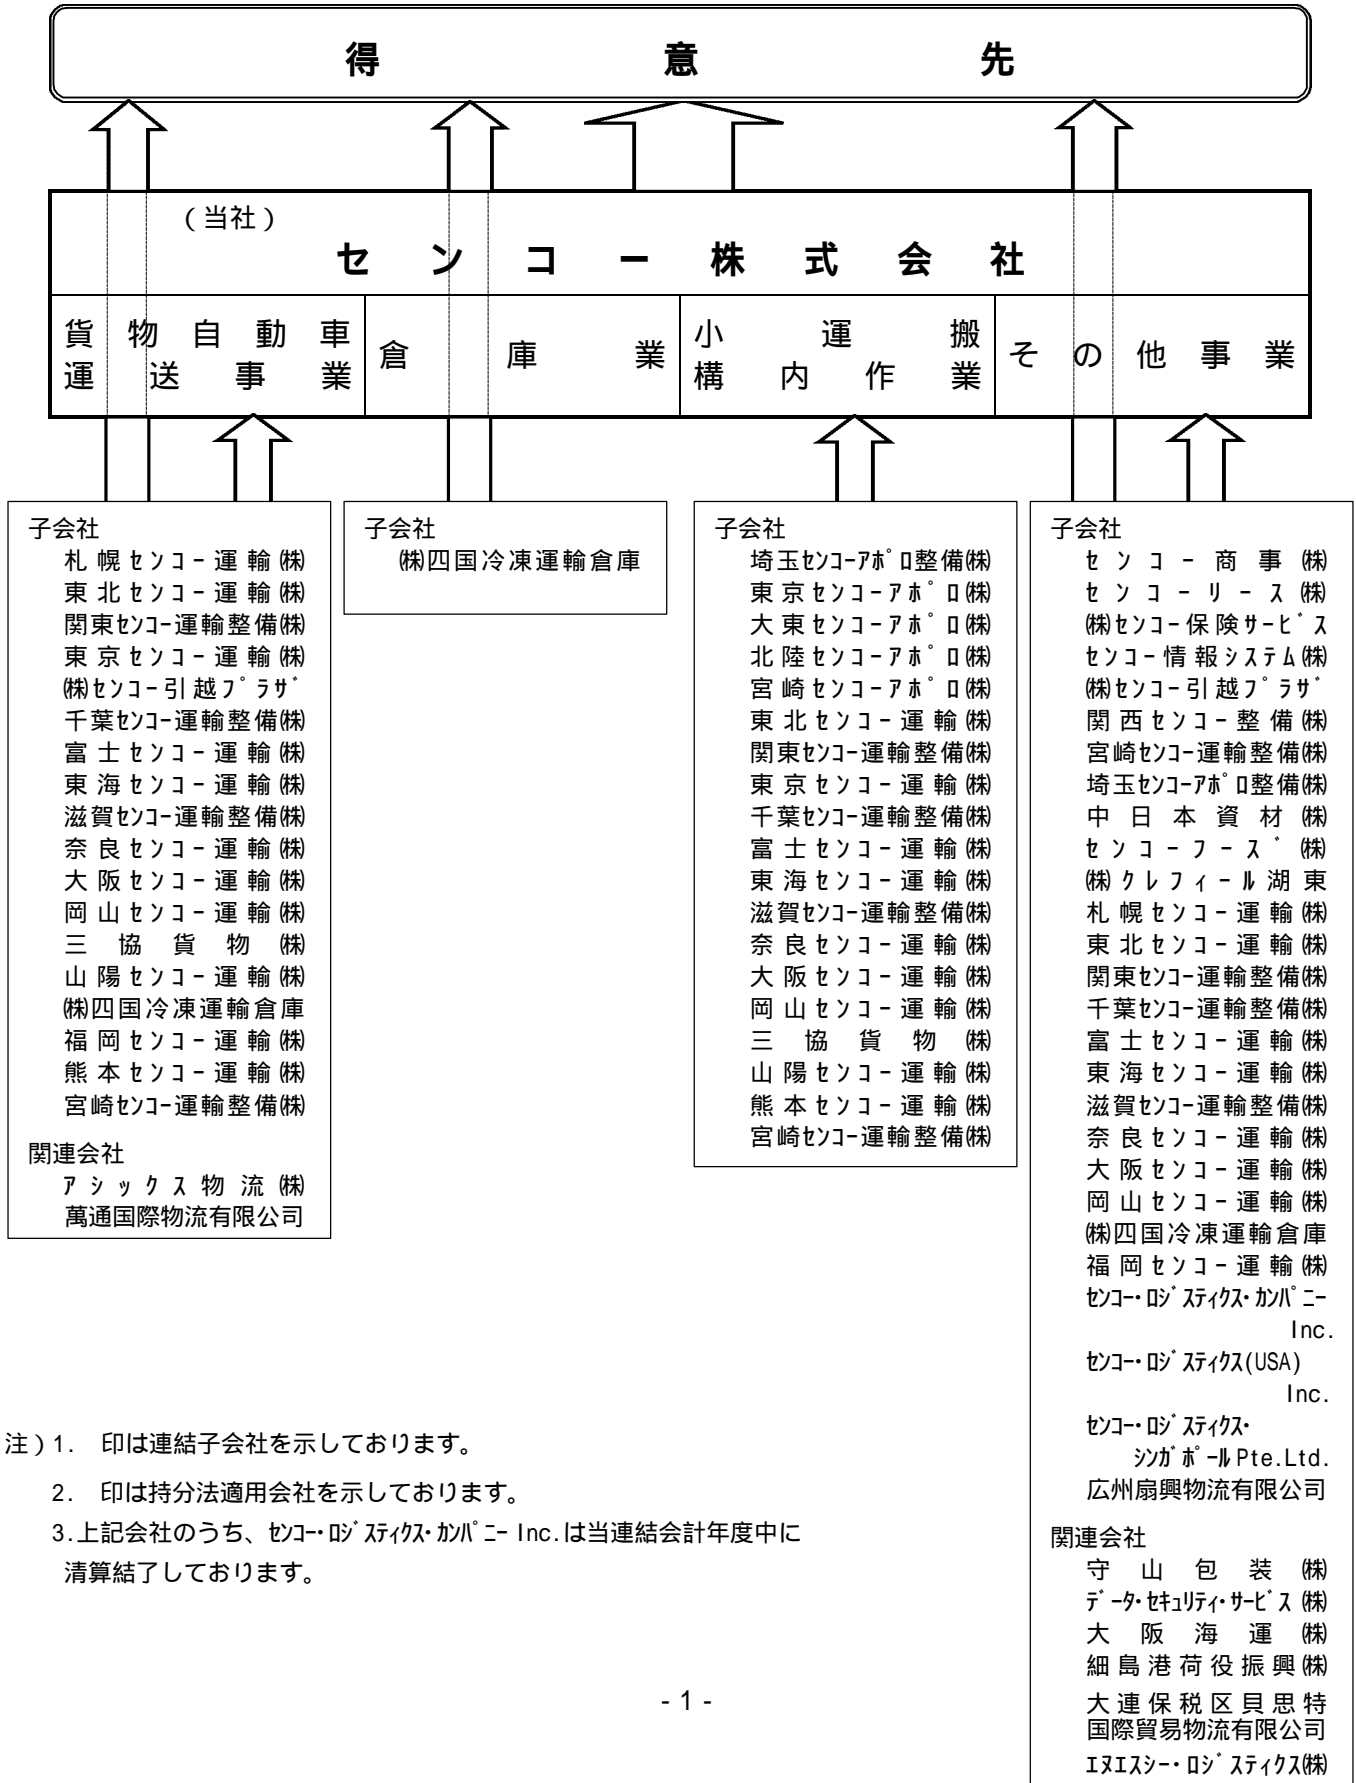 得意先
（当社）
センコー株式会社
貨物自動車
運送事業
倉庫業
小運搬
構内作業
その他事業
子会社
札幌センコー運輸㈱
東北センコー運輸㈱
関東センコー運輸整備㈱
東京センコー運輸㈱
㈱センコー引越プラザ
千葉センコー運輸整備㈱
富士センコー運輸㈱
東海センコー運輸㈱
滋賀センコー運輸整備㈱
奈良センコー運輸㈱
大阪センコー運輸㈱
岡山センコー運輸㈱
三協貨物㈱
山陽センコー運輸㈱
㈱四国冷凍運輸倉庫
福岡センコー運輸㈱
熊本センコー運輸㈱
宮崎センコー運輸整備㈱
関連会社
アシックス物流㈱
萬通国際物流有限公司
子会社
㈱四国冷凍運輸倉庫
子会社
埼玉センコーアポロ整備㈱
東京センコーアポロ㈱
大東センコーアポロ㈱
北陸センコーアポロ㈱
宮崎センコーアポロ㈱
東北センコー運輸㈱
関東センコー運輸整備㈱
東京センコー運輸㈱
千葉センコー運輸整備㈱
富士センコー運輸㈱
東海センコー運輸㈱
滋賀センコー運輸整備㈱
奈良センコー運輸㈱
大阪センコー運輸㈱
岡山センコー運輸㈱
三協貨物㈱
山陽センコー運輸㈱
熊本センコー運輸㈱
宮崎センコー運輸整備㈱
子会社
センコー商事㈱
センコーリース㈱
㈱センコー保険サービス
センコー情報システム㈱
㈱センコー引越プラザ
関西センコー整備㈱
宮崎センコー運輸整備㈱
埼玉センコーアポロ整備㈱
中日本資材㈱
センコーフーズ㈱
㈱クレフィール湖東
札幌センコー運輸㈱
東北センコー運輸㈱
関東センコー運輸整備㈱
千葉センコー運輸整備㈱
富士センコー運輸㈱
東海センコー運輸㈱
滋賀センコー運輸整備㈱
奈良センコー運輸㈱
大阪センコー運輸㈱
岡山センコー運輸㈱
㈱四国冷凍運輸倉庫
福岡センコー運輸㈱
センコー・ロジスティクス・カンパニー
Inc.
センコー・ロジスティクス(USA)
Inc.
センコー・ロジスティクス・
シンガポールPte.Ltd.
広州扇興物流有限公司
関連会社
守山包装㈱
データ・セキュリティ・サービス㈱
大阪海運㈱
細島港荷役振興㈱
大連保税区貝思特
国際貿易物流有限公司
エヌエスシー・ロジスティクス㈱
注）1.　印は連結子会社を示しております。
2.　印は持分法適用会社を示しております。
3.上記会社のうち、センコー・ロジスティクス・カンパニーInc.は当連結会計年度中に
清算結了しております。
- 1 -